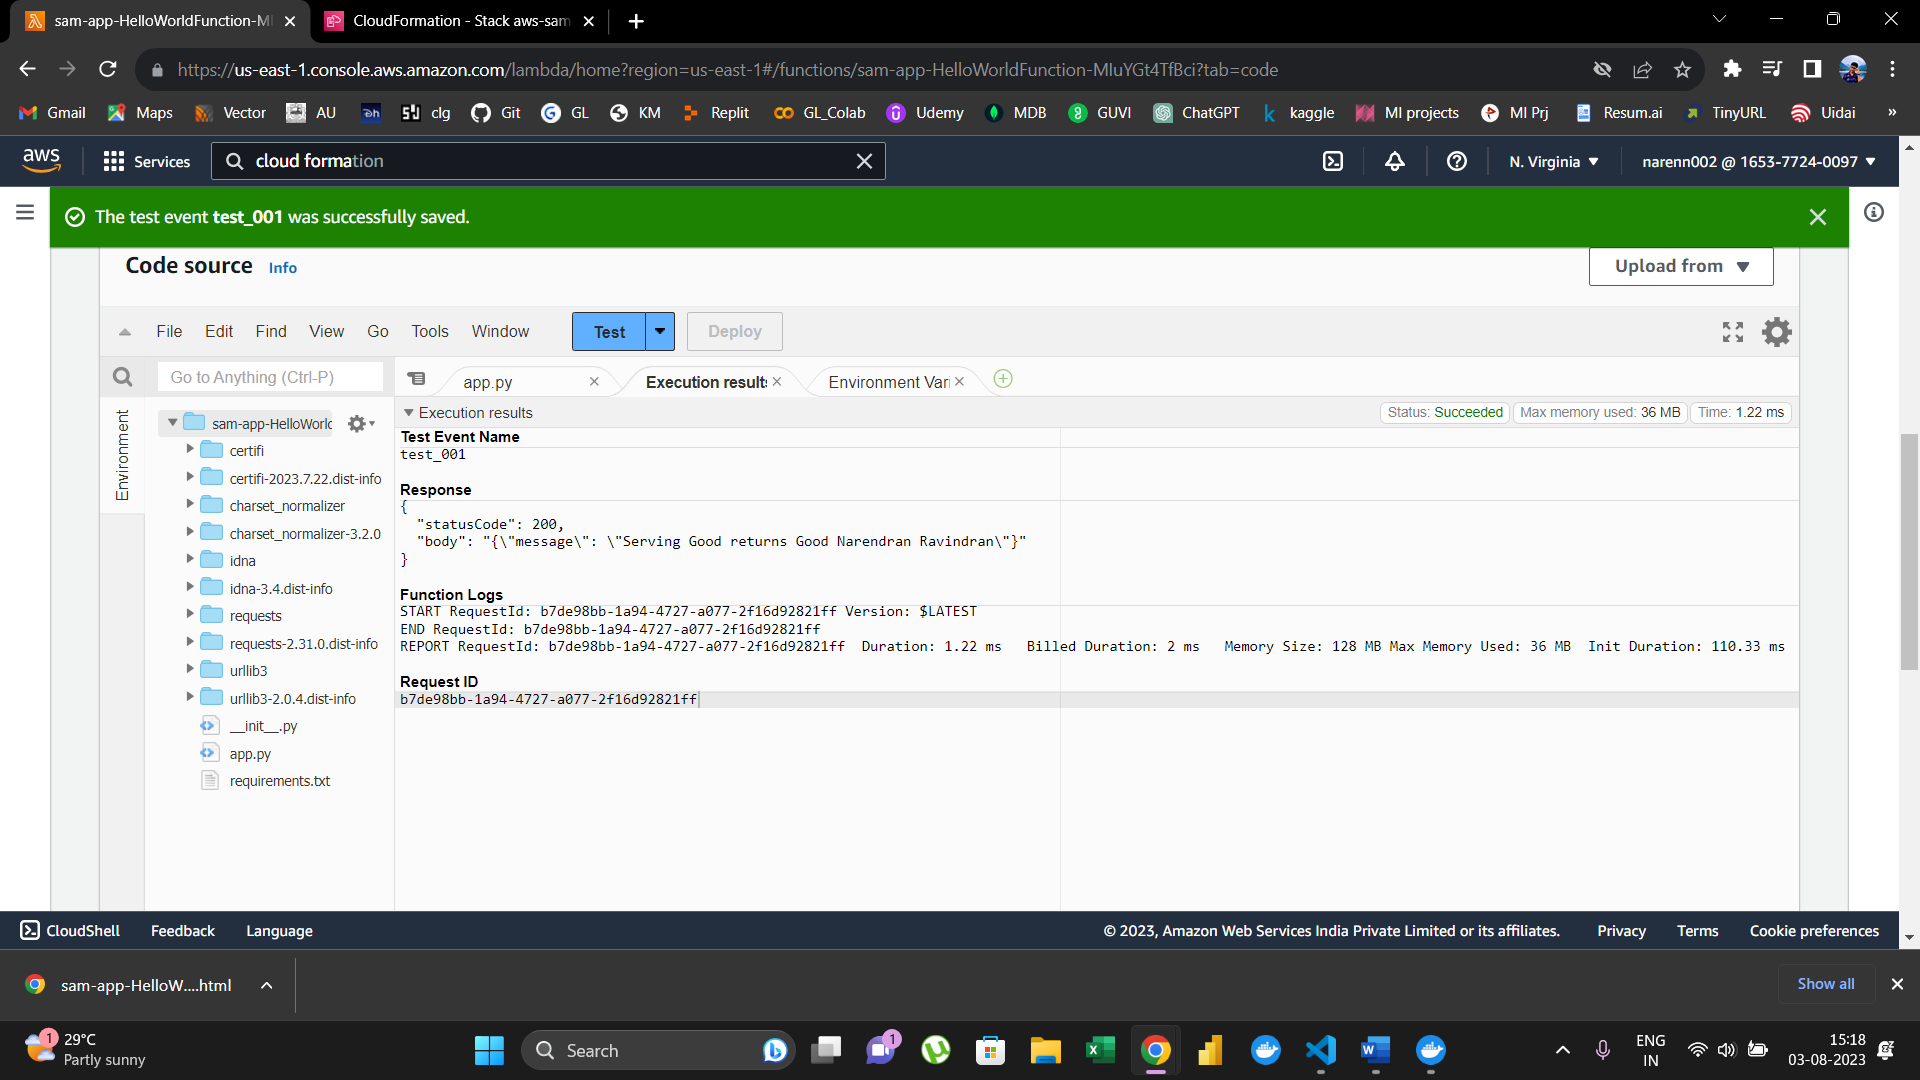 sam-app-HelloWorldFunction-MI
CloudFormation - Stack aws-sam
https://us-east-1.console.aws.amazon.com/lambda/home?region=us-east-1#/functions/sam-app-HelloWorldFunction-MIuYGt4TfBci?tab=code
Gmail Maps Vector AU clg Git GL KM Replit GL_Colab Udemy MDB GUVI ChatGPT kaggle MI projects MI Prj Resum.ai TinyURL Uidai »
aws Services cloud formation N. Virginia narenn002 @ 1653-7724-0097
The test event test_001 was successfully saved.
Code source Info Upload from
File Edit Find View Go Tools Window Test Deploy
Go to Anything (Ctrl-P) app.py Execution result Environment Vari
Environment
Execution results Status: Succeeded Max memory used: 36 MB Time: 1.22 ms
sam-app-HelloWorld
certifi
certifi-2023.7.22.dist-info
charset_normalizer
charset_normalizer-3.2.0
idna
idna-3.4.dist-info
requests
requests-2.31.0.dist-info
urllib3
urllib3-2.0.4.dist-info
__init__.py
app.py
requirements.txt
Test Event Name
test_001
Response
{
"statusCode": 200,
"body": "{\"message\": \"Serving Good returns Good Narendran Ravindran\"}"
}
Function Logs
START RequestId: b7de98bb-1a94-4727-a077-2f16d92821ff Version: $LATEST
END RequestId: b7de98bb-1a94-4727-a077-2f16d92821ff
REPORT RequestId: b7de98bb-1a94-4727-a077-2f16d92821ff Duration: 1.22 ms Billed Duration: 2 ms Memory Size: 128 MB Max Memory Used: 36 MB Init Duration: 110.33 ms
Request ID
b7de98bb-1a94-4727-a077-2f16d92821ff
CloudShell Feedback Language © 2023, Amazon Web Services India Private Limited or its affiliates. Privacy Terms Cookie preferences
sam-app-HelloW....html Show all
1 29°C
Partly sunny
Search
1
ENG
IN
15:18
03-08-2023